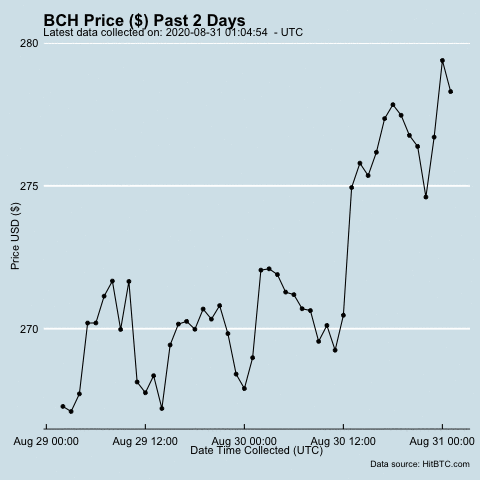 BCH Price ($) Past 2 Days
Latest data collected on: 2020-08-31 01:04:54  - UTC
280
275
270
Price USD ($)
Aug 29 00:00 Aug 29 12:00 Aug 30 00:00 Aug 30 12:00 Aug 31 00:00
Date Time Collected (UTC)
Data source: HitBTC.com